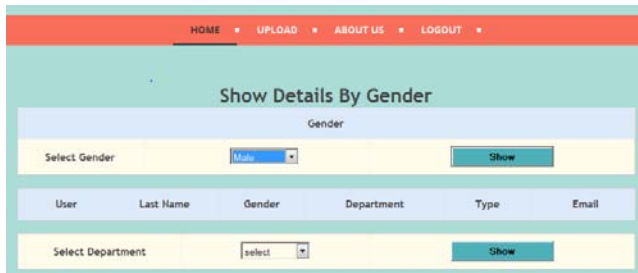 HOME UPLOAD ABOUT US LOGOUT
Show Details By Gender
Gender
Select Gender Male Show
User Last Name Gender Department Type Email
Select Department select Show